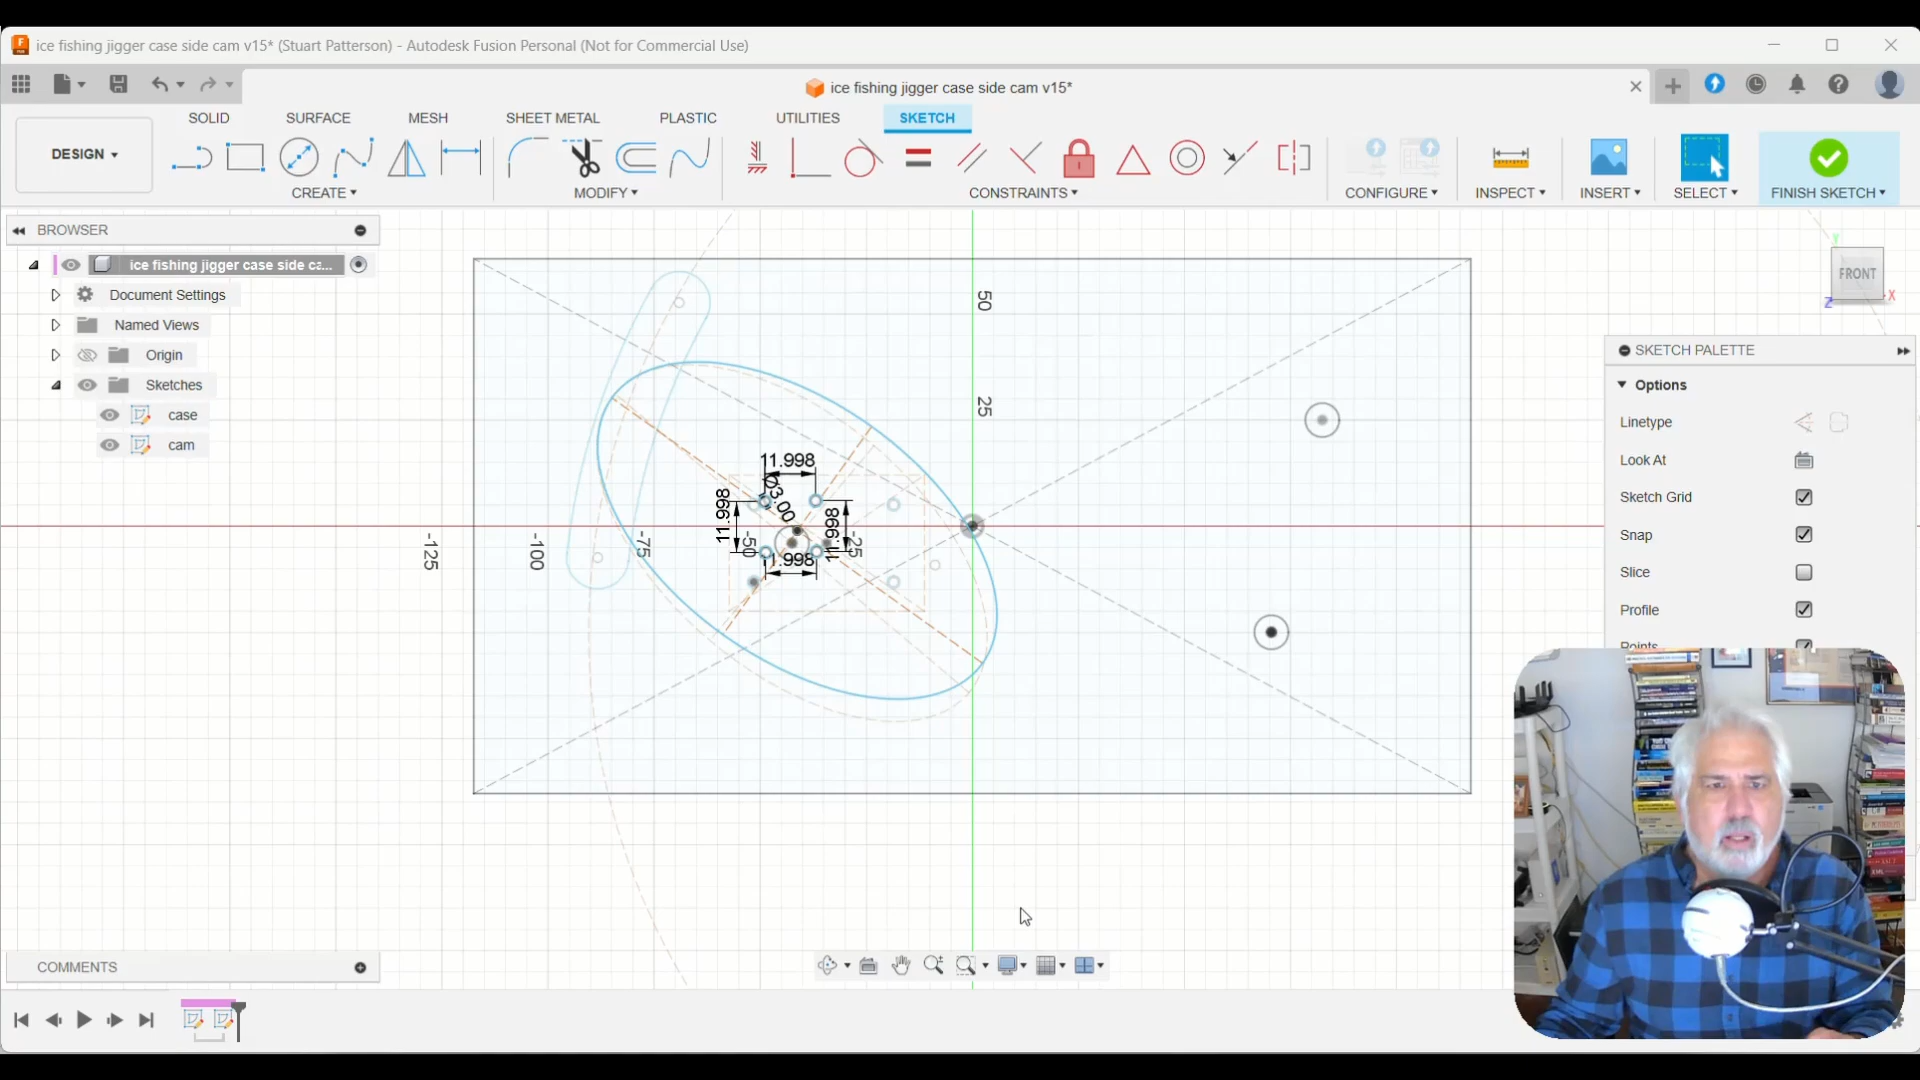 ice fishing jigger case side cam v15* (Stuart Patterson) - Autodesk Fusion Personal (Not for Commercial Use)
ice fishing jigger case side cam v15*
SOLID SURFACE MESH SHEET METAL PLASTIC UTILITIES SKETCH
DESIGN
CREATE MODIFY CONSTRAINTS CONFIGURE INSPECT INSERT SELECT FINISH SKETCH
BROWSER
ice fishing jigger case side ca...
Document Settings
Named Views
Origin
Sketches
case
cam
FRONT
Y
X
Z
50
25
11.998
Ø3.00
11.998
11.998
11.998
-125
-100
-75
-50
-25
SKETCH PALETTE
Options
Linetype
Look At
Sketch Grid
Snap
Slice
Profile
Points
COMMENTS